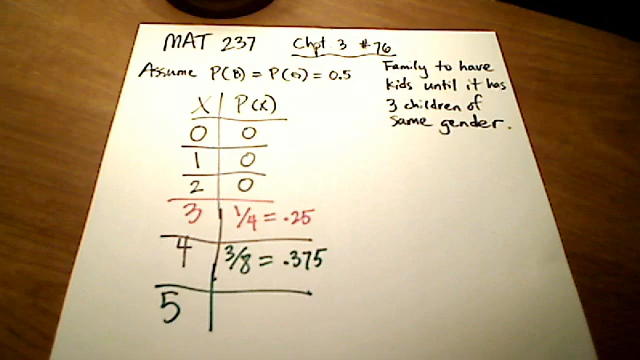 MAT 237 Chpt. 3 #76
Assume P(B) = P(G) = 0.5
Family to have
kids until it has
3 children of
same gender.
X P(X)
0 0
1 0
2 0
3 1/4 = .25
4 3/8 = .375
5